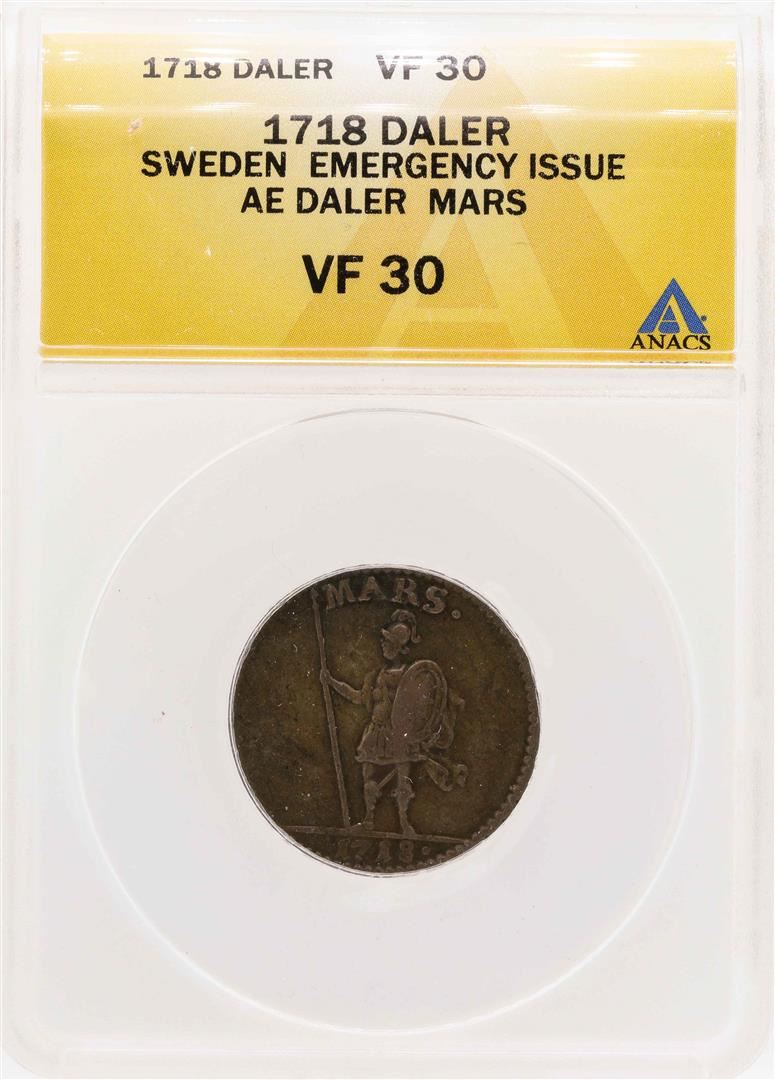 1718 DALER VF 30
1718 DALER
SWEDEN EMERGENCY ISSUE
AE DALER MARS
VF 30
ANACS
MARS.
1718.